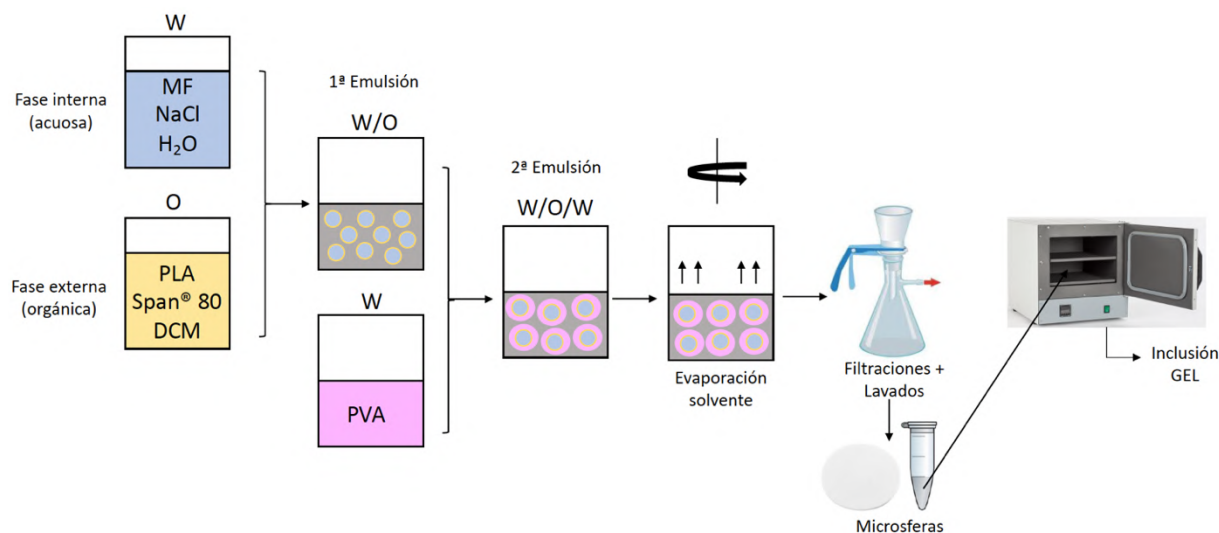 W
Fase interna
(acuosa)
MF
NaCl
H₂O
O
Fase externa
(orgánica)
PLA
Span® 80
DCM
1ª Emulsión
W/O
W
PVA
2ª Emulsión
W/O/W
Evaporación
solvente
Filtraciones +
Lavados
Microsferas
Inclusión
GEL